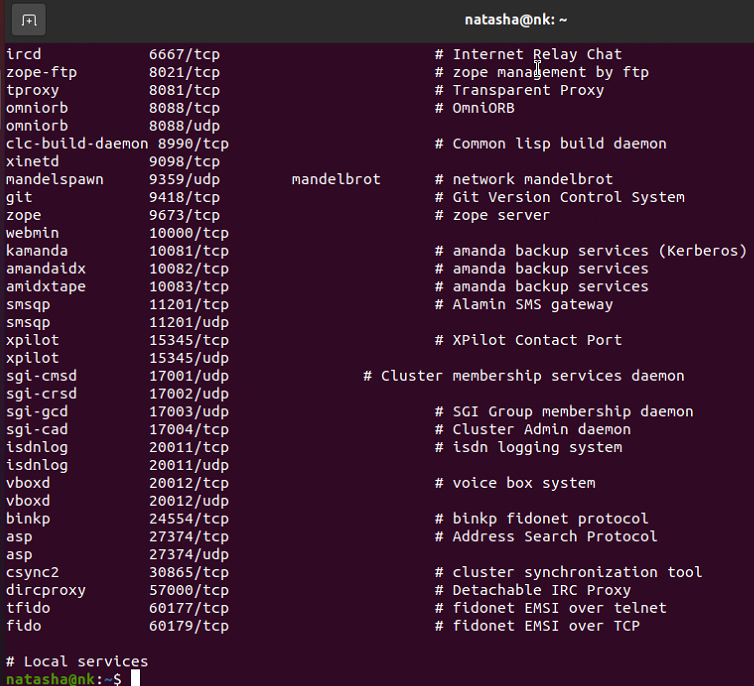 natasha@nk: ~
ircd 6667/tcp # Internet Relay Chat
zope-ftp 8021/tcp # zope management by ftp
tproxy 8081/tcp # Transparent Proxy
omniorb 8088/tcp # OmniORB
omniorb 8088/udp
clc-build-daemon 8990/tcp # Common lisp build daemon
xinetd 9098/tcp
mandelspawn 9359/udp mandelbrot # network mandelbrot
git 9418/tcp # Git Version Control System
zope 9673/tcp # zope server
webmin 10000/tcp
kamanda 10081/tcp # amanda backup services (Kerberos)
amandaidx 10082/tcp # amanda backup services
amidxtape 10083/tcp # amanda backup services
smsqp 11201/tcp # Alamin SMS gateway
smsqp 11201/udp
xpilot 15345/tcp # XPilot Contact Port
xpilot 15345/udp
sgi-cmsd 17001/udp # Cluster membership services daemon
sgi-crsd 17002/udp
sgi-gcd 17003/udp # SGI Group membership daemon
sgi-cad 17004/tcp # Cluster Admin daemon
isdnlog 20011/tcp # isdn logging system
isdnlog 20011/udp
vboxd 20012/tcp # voice box system
vboxd 20012/udp
binkp 24554/tcp # binkp fidonet protocol
asp 27374/tcp # Address Search Protocol
asp 27374/udp
csync2 30865/tcp # cluster synchronization tool
dircproxy 57000/tcp # Detachable IRC Proxy
tfido 60177/tcp # fidonet EMSI over telnet
fido 60179/tcp # fidonet EMSI over TCP
# Local services
natasha@nk:~$